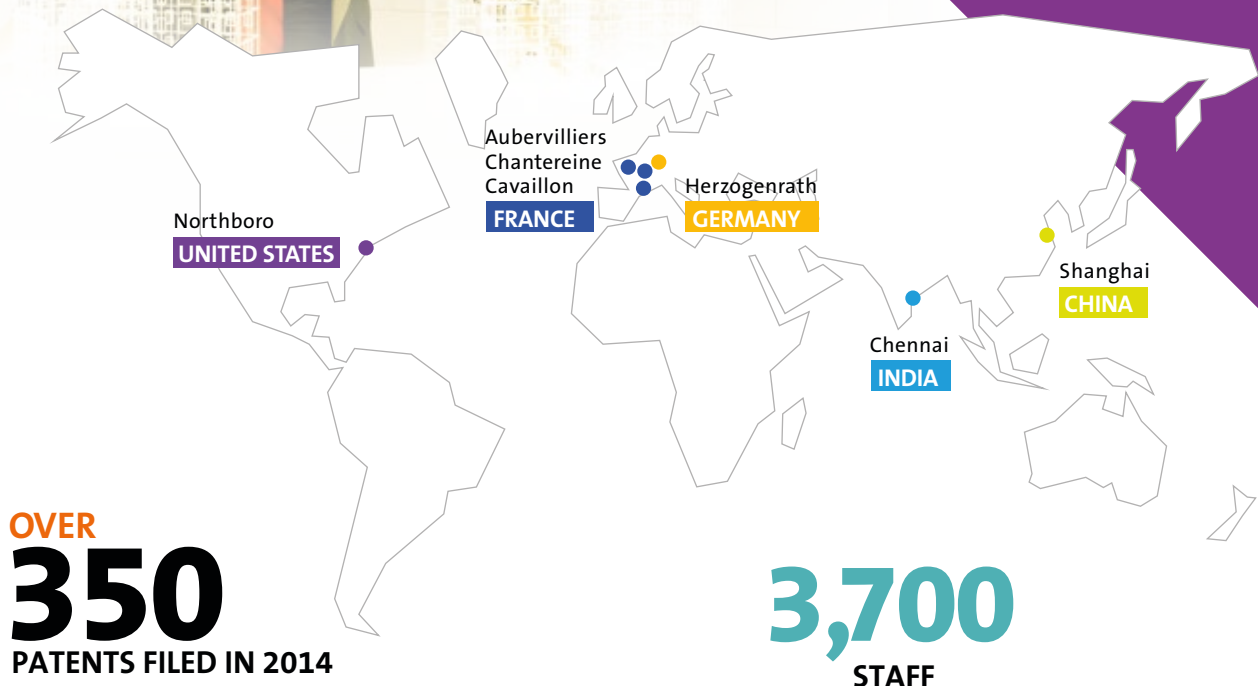 Aubervilliers
Chantereine
Cavaillon
FRANCE
Herzogenrath
GERMANY
Northboro
UNITED STATES
Shanghai
CHINA
Chennai
INDIA
OVER
350
PATENTS FILED IN 2014
3,700
STAFF